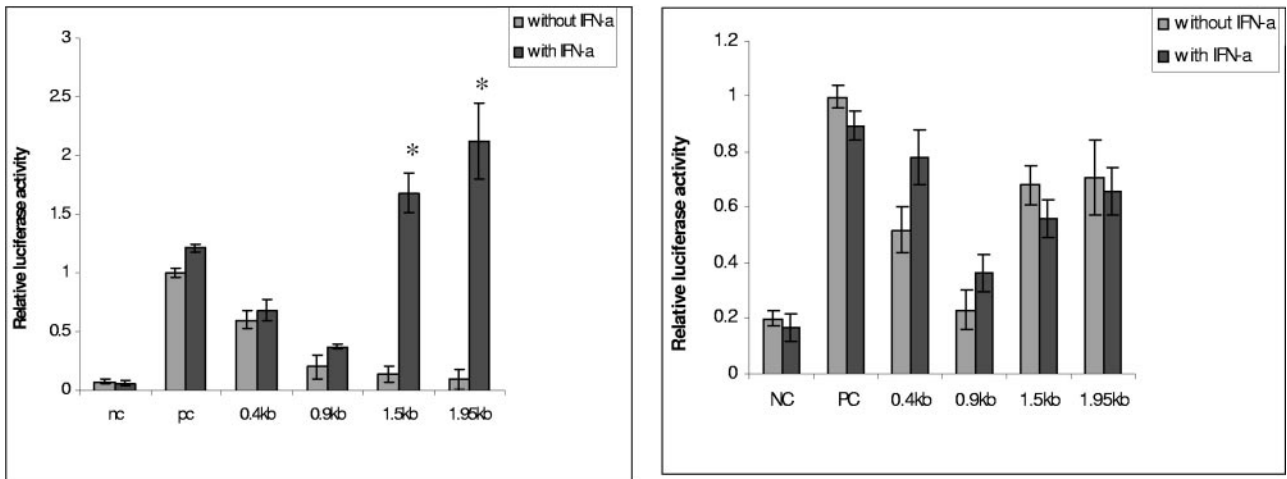 without IFN-a
with IFN-a
3
2.5
2
1.5
1
0.5
0
Relative luciferase activity
*
*
nc pc 0.4kb 0.9kb 1.5kb 1.95kb
without IFN-a
with IFN-a
1.2
1
0.8
0.6
0.4
0.2
0
Relative luciferase activity
NC PC 0.4kb 0.9kb 1.5kb 1.95kb